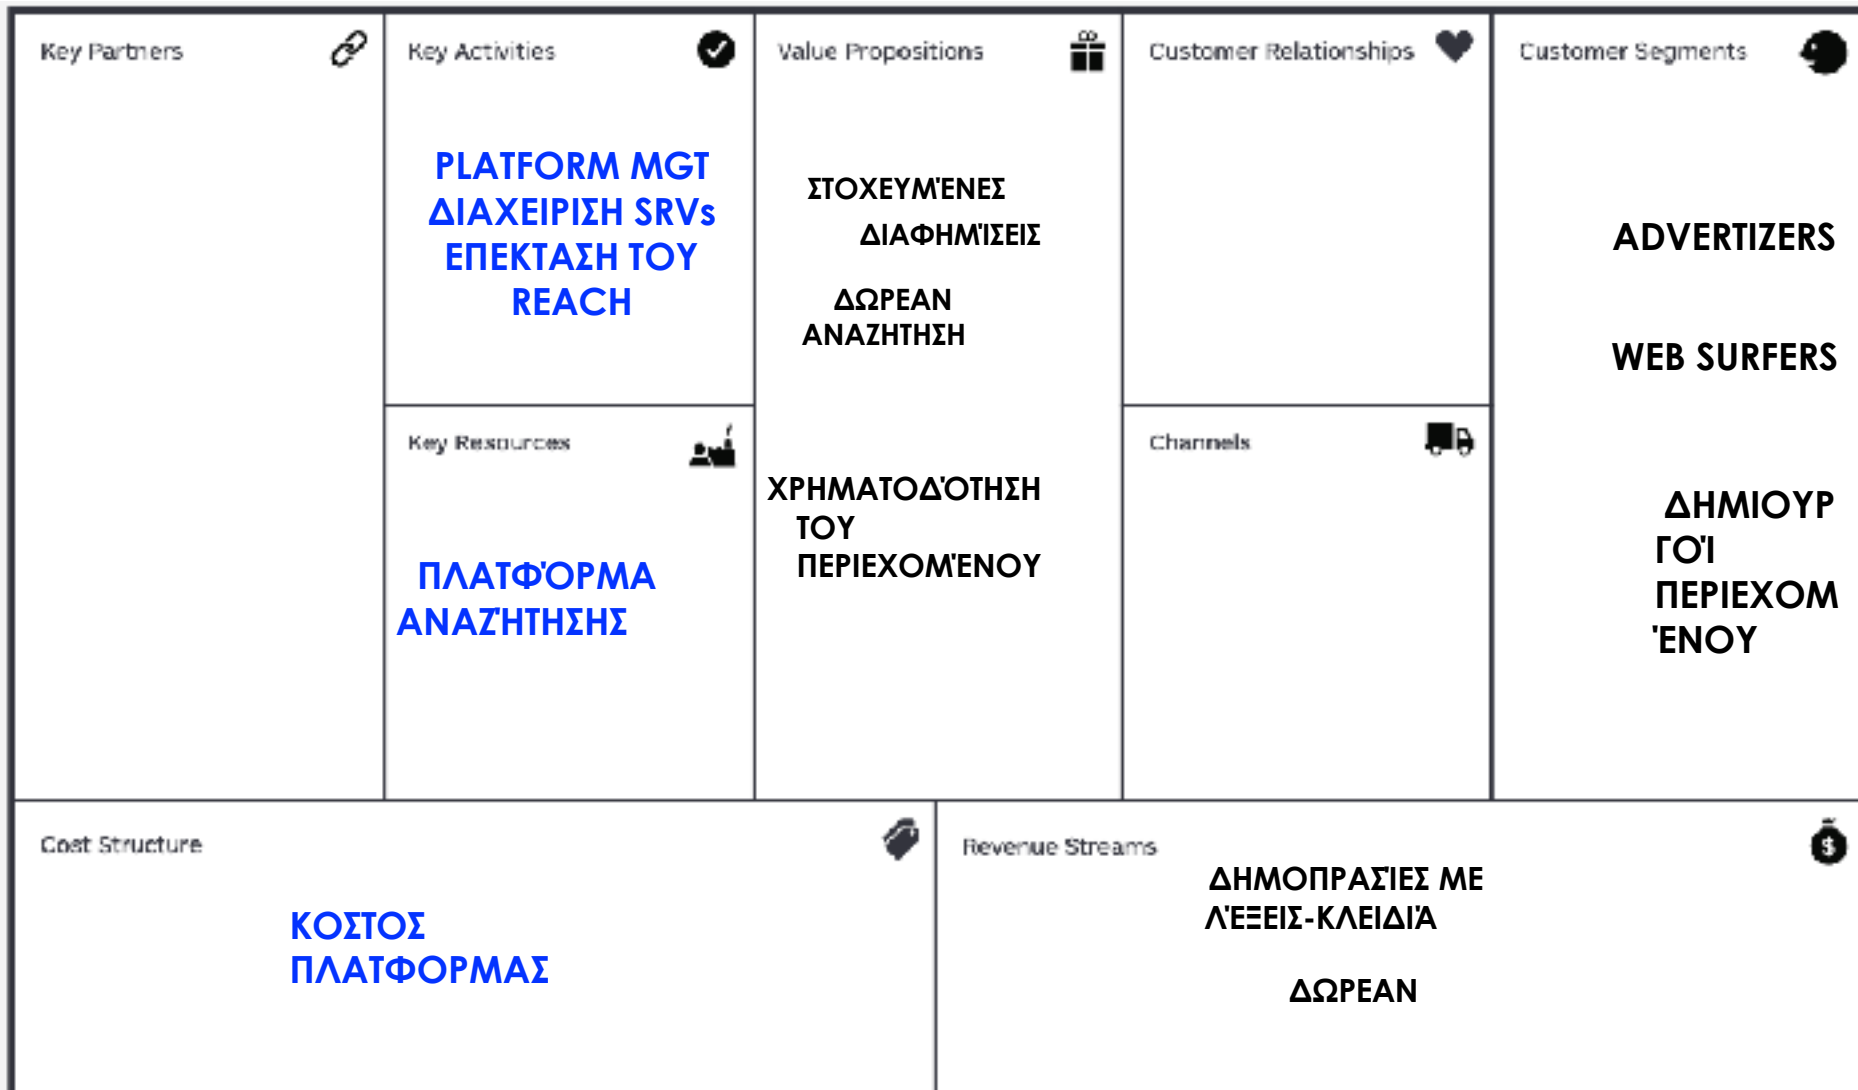 Key Partners
Key Activities
PLATFORM MGT
ΔΙΑΧΕΙΡΙΣΗ SRVs
ΕΠΕΚΤΑΣΗ ΤΟΥ
REACH
Key Resources
ΠΛΑΤΦΌΡΜΑ
ΑΝΑΖΉΤΗΣΗΣ
Value Propositions
ΣΤΟΧΕΥΜΈΝΕΣ
ΔΙΑΦΗΜΊΣΕΙΣ
ΔΩΡΕΑΝ
ΑΝΑΖΗΤΗΣΗ
ΧΡΗΜΑΤΟΔΌΤΗΣΗ
ΤΟΥ
ΠΕΡΙΕΧΟΜΈΝΟΥ
Customer Relationships
Channels
Customer Segments
ADVERTIZERS
WEB SURFERS
ΔΗΜΙΟΥΡ
ΓΟΊ
ΠΕΡΙΕΧΟΜ
ΈΝΟΥ
Cost Structure
ΚΟΣΤΟΣ
ΠΛΑΤΦΟΡΜΑΣ
Revenue Streams
ΔΗΜΟΠΡΑΣΊΕΣ ΜΕ
ΛΈΞΕΙΣ-ΚΛΕΙΔΙΆ
ΔΩΡΕΑΝ